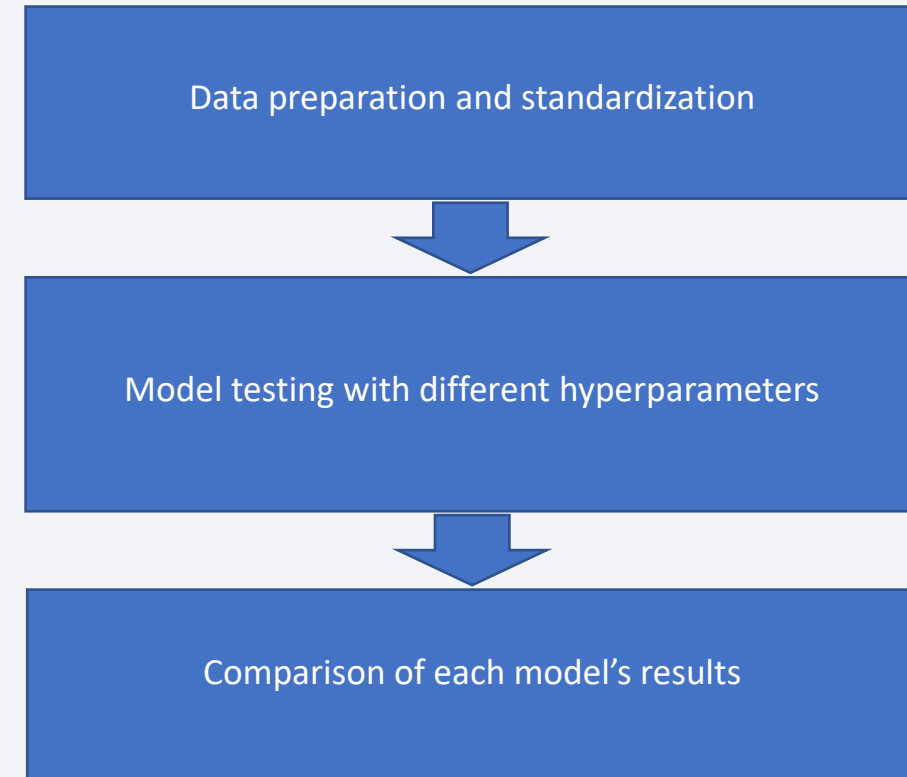 Data preparation and standardization
Model testing with different hyperparameters
Comparison of each model’s results